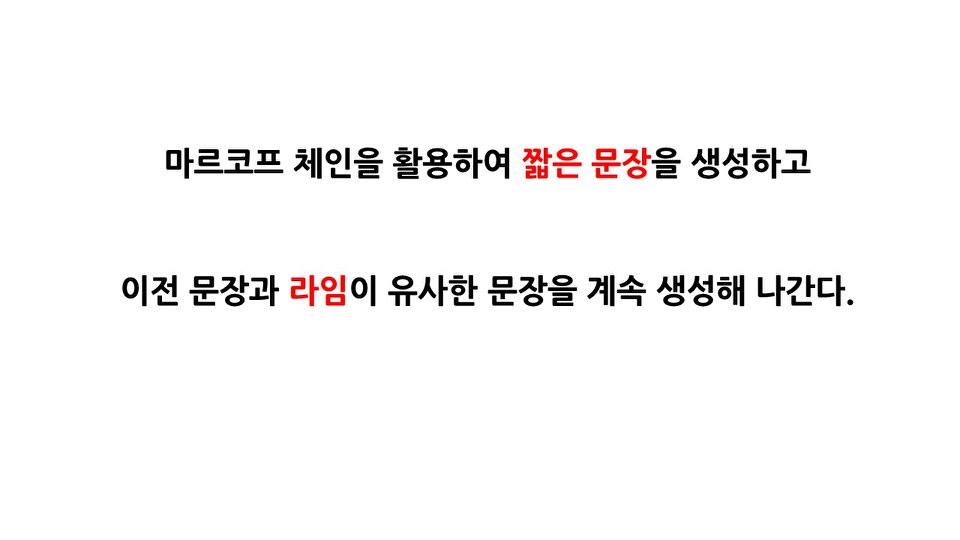 마르코프 체인을 활용하여 짧은 문장을 생성하고
이전 문장과 라임이 유사한 문장을 계속 생성해 나간다.